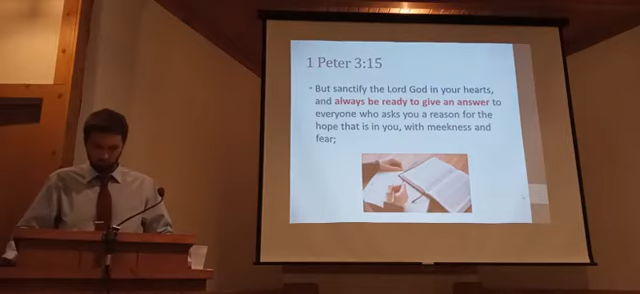 1 Peter 3:15
• But sanctify the Lord God in your hearts,
and always be ready to give an answer to
everyone who asks you a reason for the
hope that is in you, with meekness and
fear;